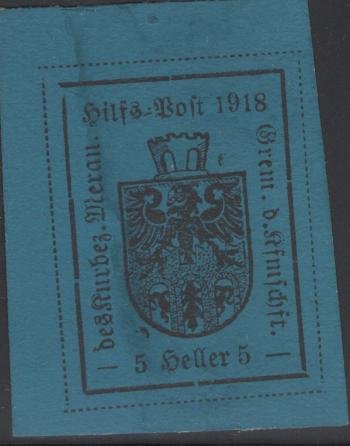 Hilfs-Post 1918
des Kurbez. Meran.
Grem. d. Kfmschft.
5 Heller 5